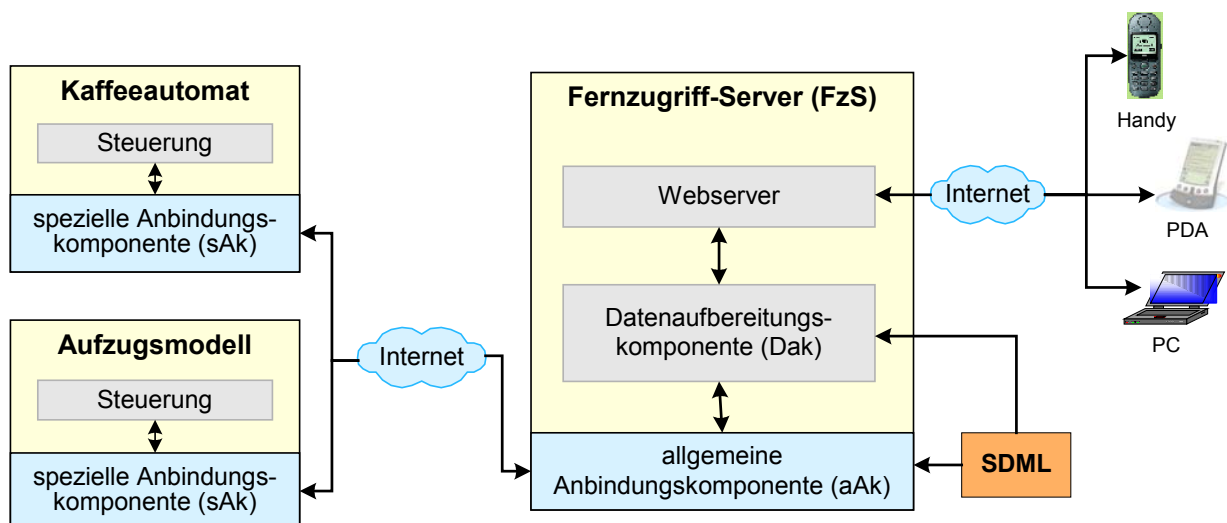 Kaffeeautomat
Steuerung
spezielle Anbindungs-
komponente (sAk)
Aufzugsmodell
Steuerung
spezielle Anbindungs-
komponente (sAk)
Internet
Fernzugriff-Server (FzS)
Webserver
Datenaufbereitungs-
komponente (Dak)
allgemeine
Anbindungskomponente (aAk)
SDML
Internet
Handy
PDA
PC